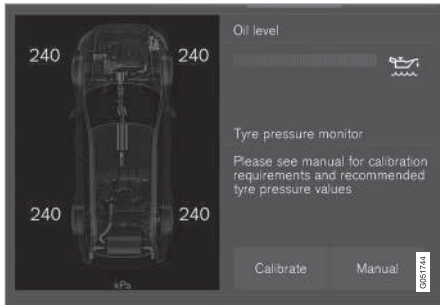 Oil level
240
240
Tyre pressure monitor
Please see manual for calibration
requirements and recommended
tyre pressure values
240
240
Calibrate
Manual
kPa
G051744